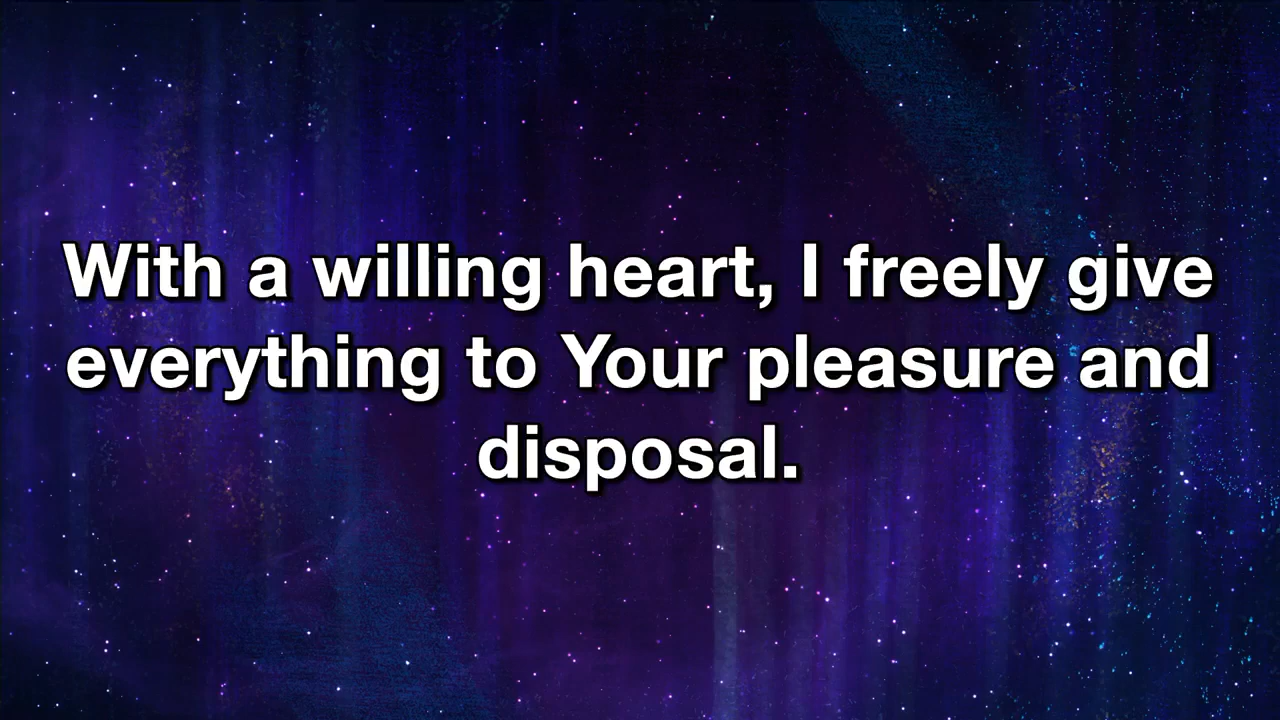 With a willing heart, I freely give
everything to Your pleasure and
disposal.